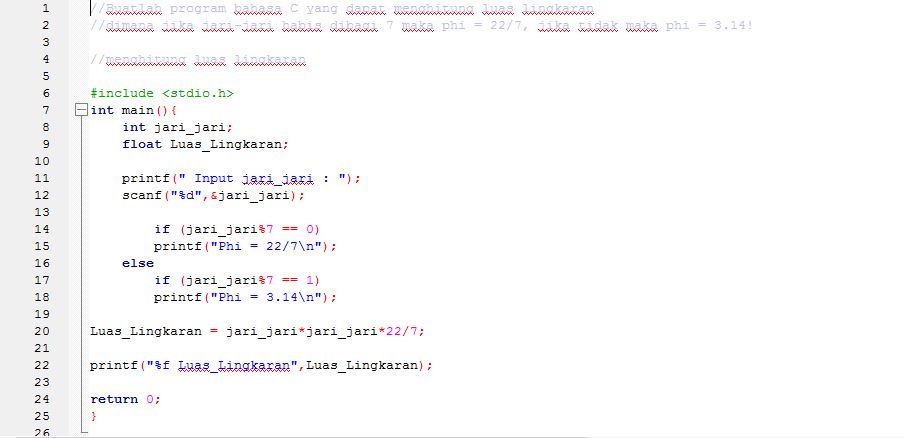 1 //Buatlah program bahasa C yang dapat menghitung luas lingkaran
2 //dimana jika jari-jari habis dibagi 7 maka phi = 22/7, jika tidak maka phi = 3.14!
3
4 //menghitung luas lingkaran
5
6 #include <stdio.h>
7 int main(){
8 int jari_jari;
9 float Luas_Lingkaran;
10
11 printf(" Input jari_jari : ");
12 scanf("%d",&jari_jari);
13
14 if (jari_jari%7 == 0)
15 printf("Phi = 22/7\n");
16 else
17 if (jari_jari%7 == 1)
18 printf("Phi = 3.14\n");
19
20 Luas_Lingkaran = jari_jari*jari_jari*22/7;
21
22 printf("%f Luas_Lingkaran",Luas_Lingkaran);
23
24 return 0;
25 }
26